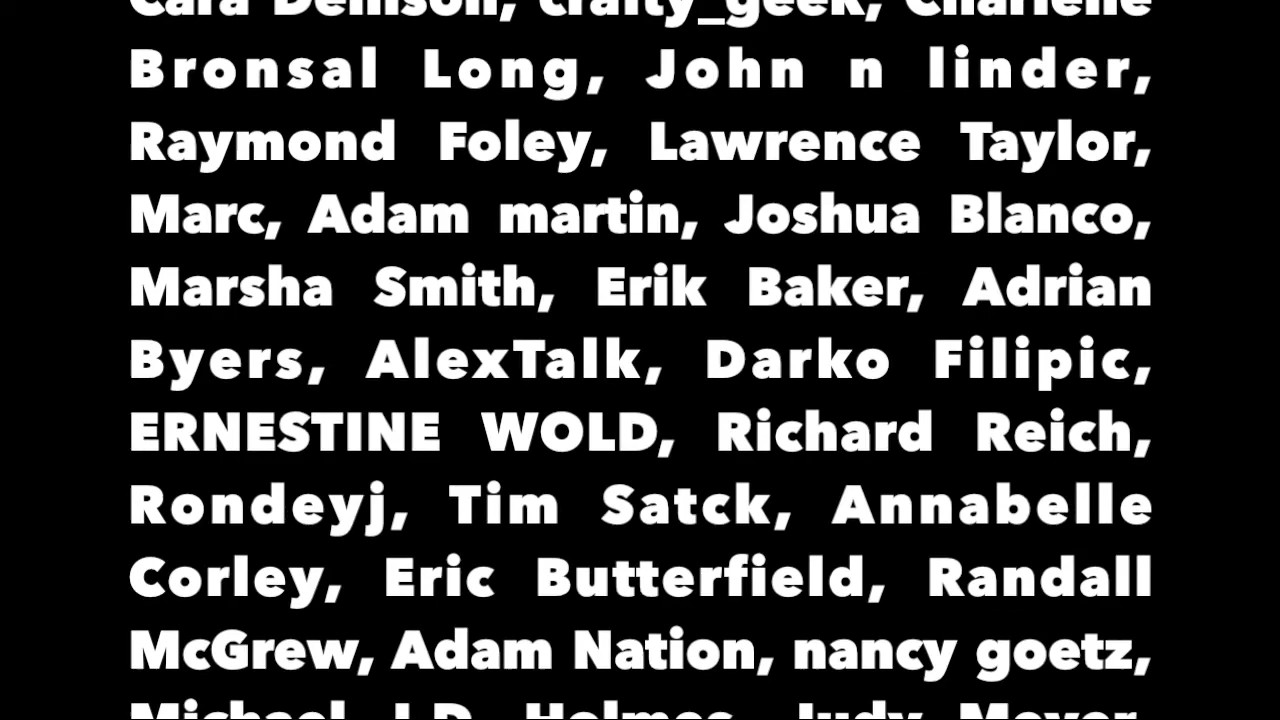 Cara Denison, crafty_geek, Charlene
Bronsal Long, John n linder,
Raymond Foley, Lawrence Taylor,
Marc, Adam martin, Joshua Blanco,
Marsha Smith, Erik Baker, Adrian
Byers, AlexTalk, Darko Filipic,
ERNESTINE WOLD, Richard Reich,
Rondeyj, Tim Satck, Annabelle
Corley, Eric Butterfield, Randall
McGrew, Adam Nation, nancy goetz,
Michael J.D. Holmes, Judy